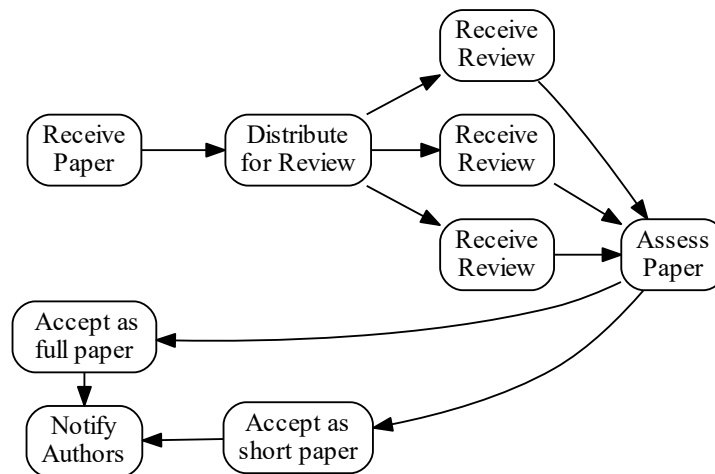 Receive
Review
Receive
Paper
Distribute
for Review
Receive
Review
Receive
Review
Assess
Paper
Accept as
full paper
Accept as
short paper
Notify
Authors